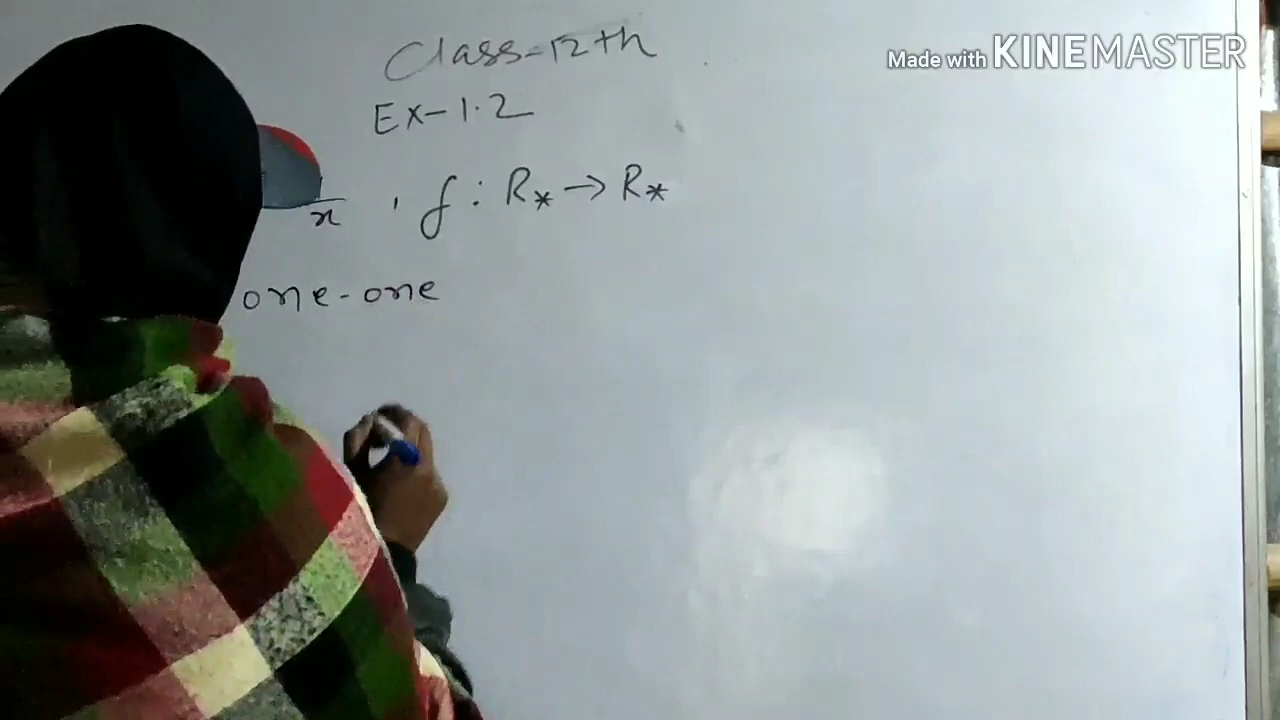 Class-12th
Made with KINEMASTER
Ex-1.2
x , f : R* → R*
one-one